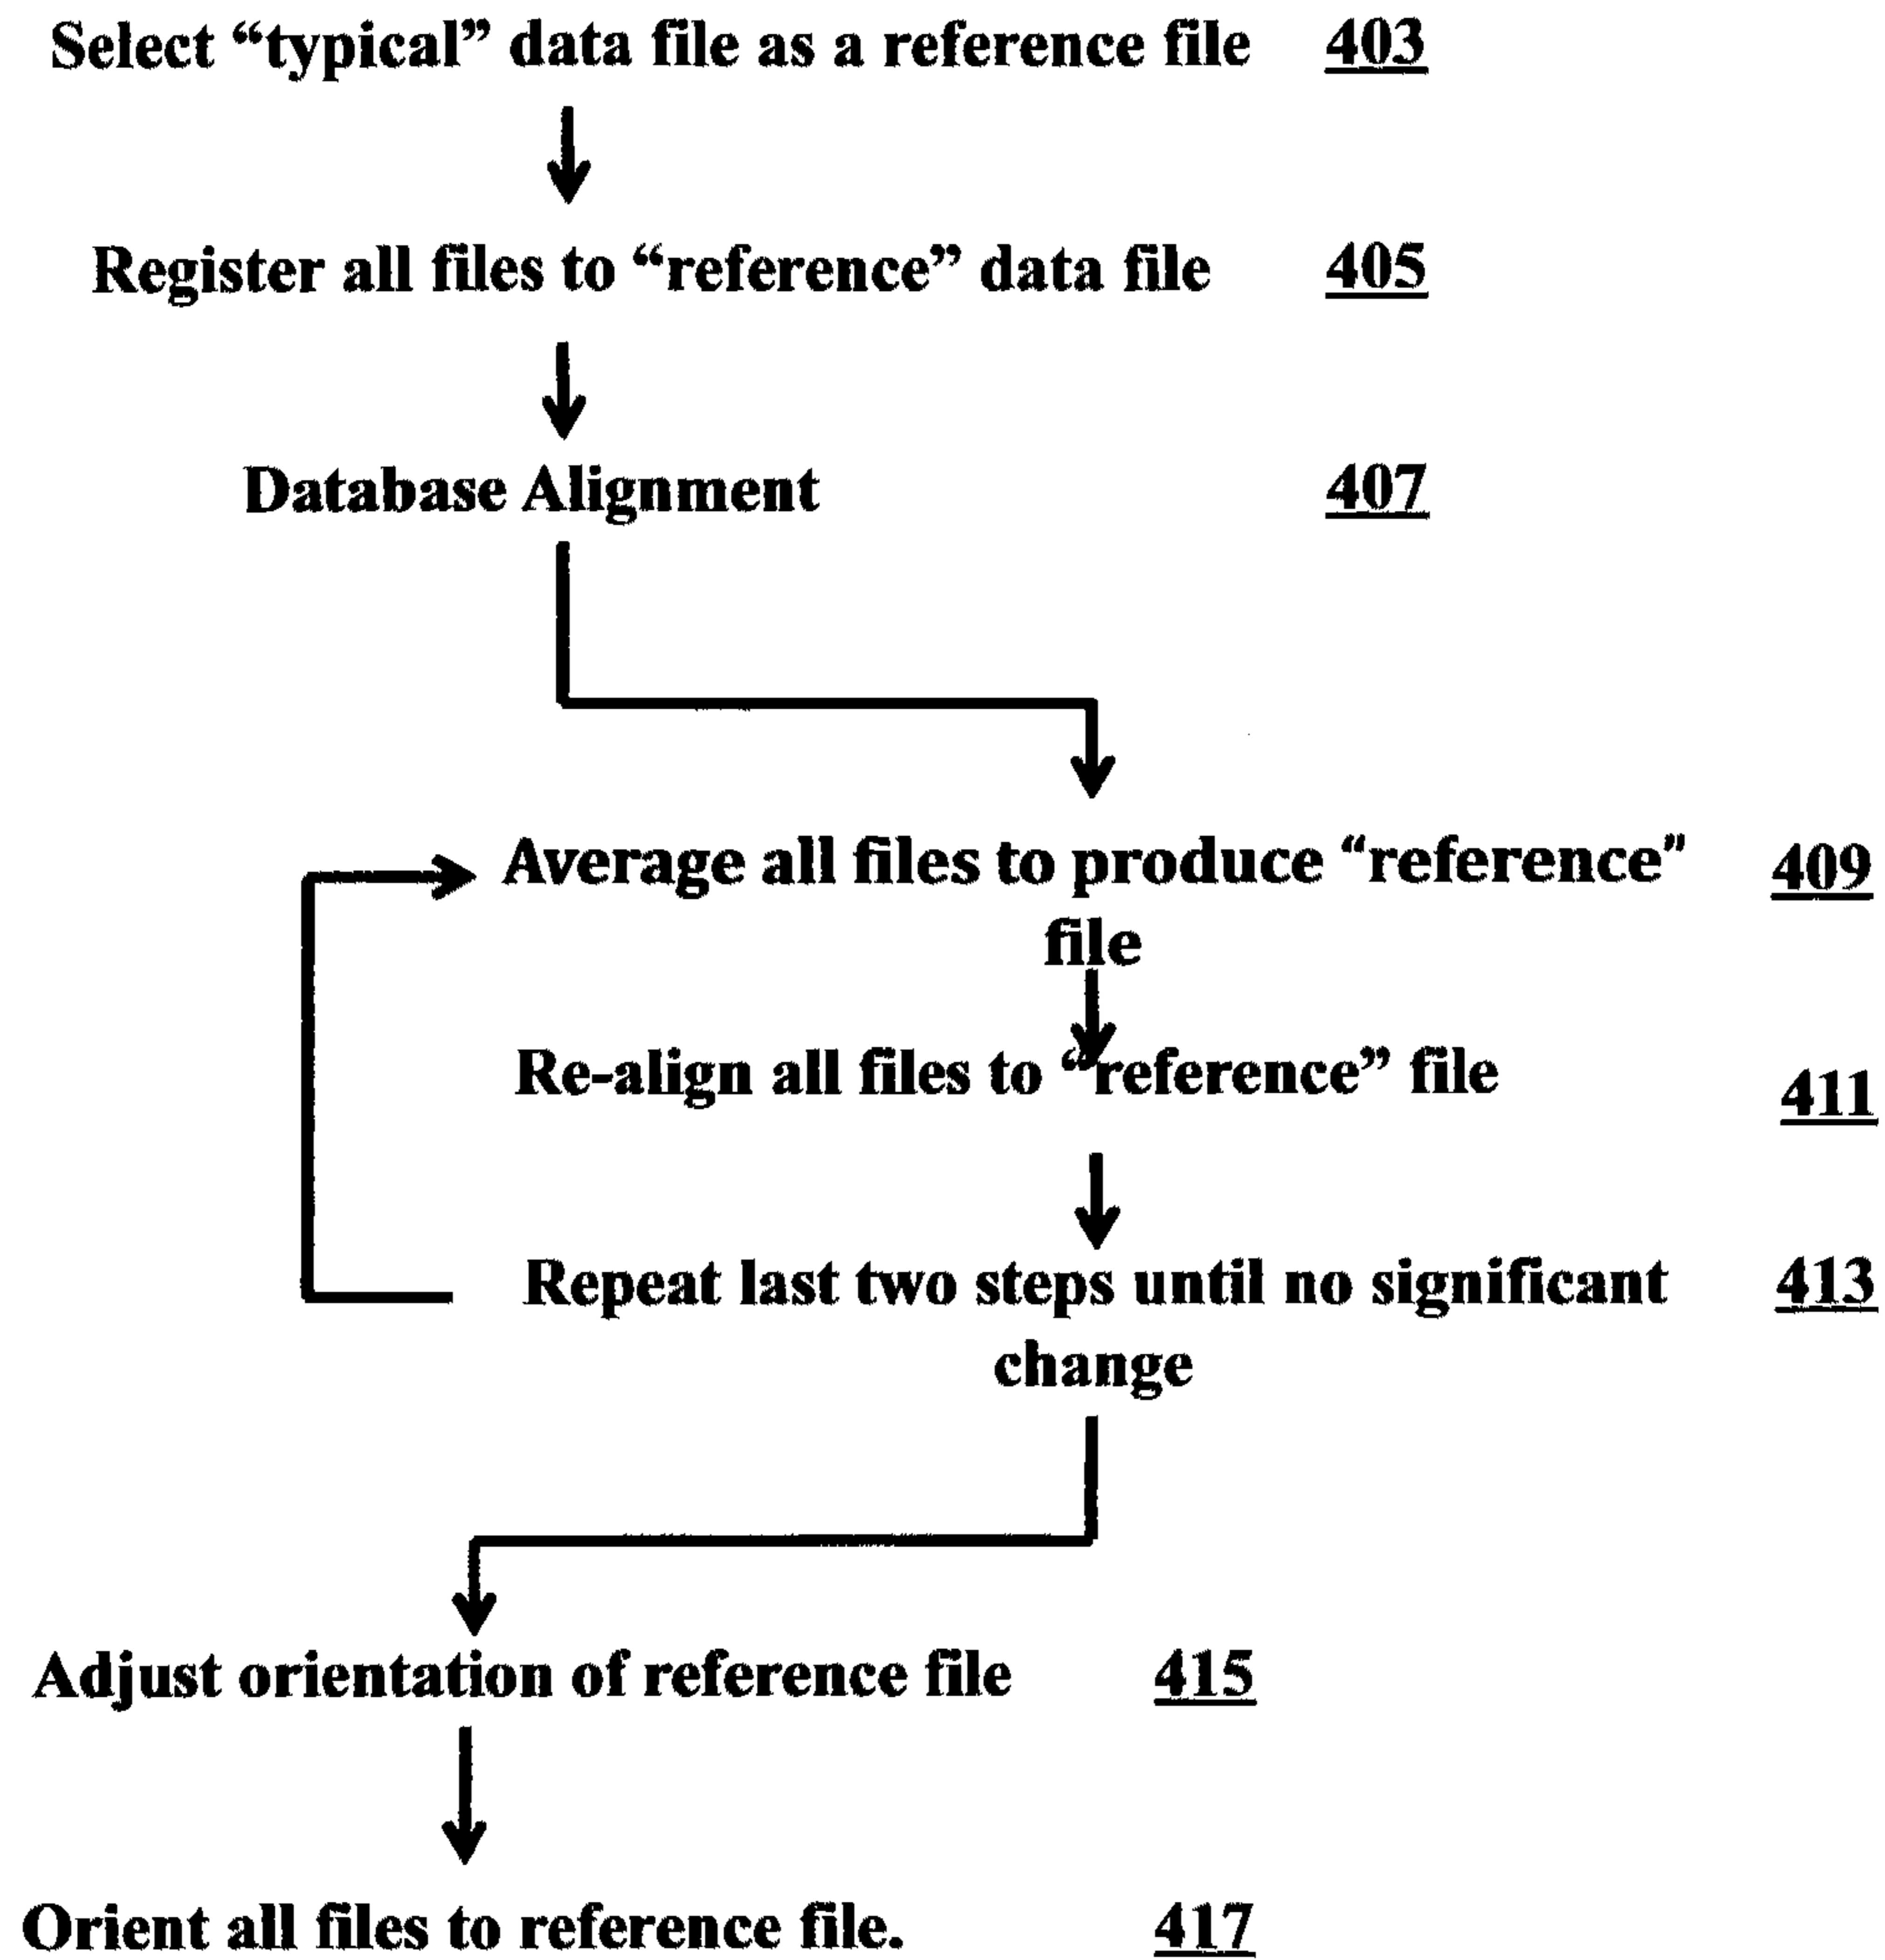 Select “typical” data file as a reference file 403
Register all files to “reference” data file 405
Database Alignment 407
Average all files to produce “reference” 409
file
Re-align all files to “reference” file 411
Repeat last two steps until no significant 413
change
Adjust orientation of reference file 415
Orient all files to reference file. 417